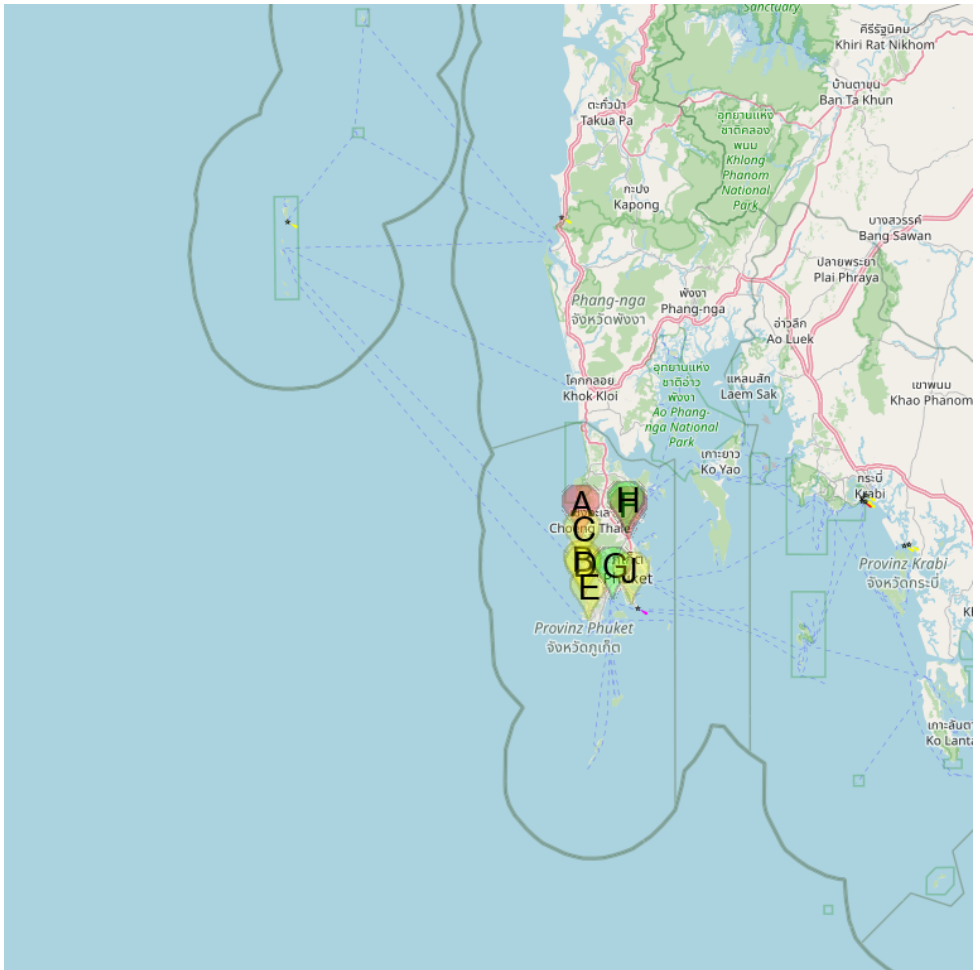 Sanctuary
คีรีรัฐนิคม
Khiri Rat Nikhom
บ้านตาขุน
Ban Ta Khun
ตะกั่วป่า
Takua Pa
อุทยานแห่ง
ชาติคลอง
พนม
Khlong
Phanom
National
Park
กะปง
Kapong
บางสวรรค์
Bang Sawan
ปลายพระยา
Plai Phraya
Phang-nga
จังหวัดพังงา
พังงา
Phang-nga
อ่าวลึก
Ao Luek
โคกกลอย
Khok Kloi
อุทยานแห่ง
ชาติอ่าว
พังงา
Ao Phang-
nga National
Park
แหลมสัก
Laem Sak
เขาพนม
Khao Phanom
เกาะยาว
Ko Yao
กระบี่
Krabi
A
H
Choeng Thale
C
D
G
J
E
Phuket
Provinz Krabi
จังหวัดกระบี่
Provinz Phuket
จังหวัดภูเก็ต
เกาะลันตา
Ko Lanta